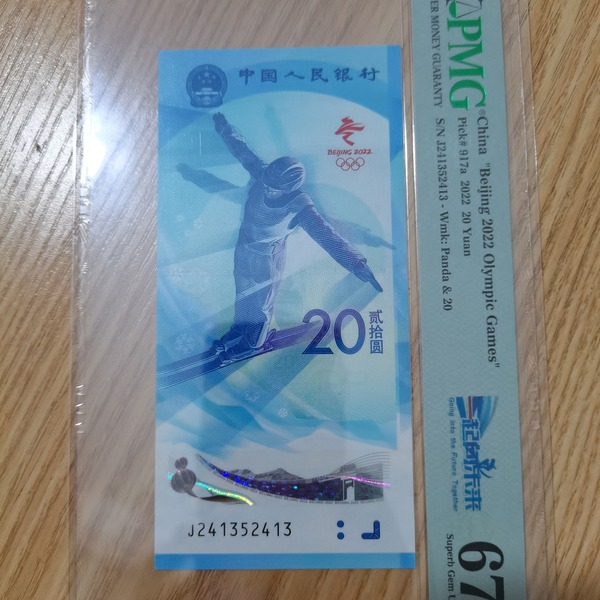 中国人民银行
BEIJING 2022
20
贰拾圆
J241352413
PMG
MONEY GUARANTY
®China "Beijing 2022 Olympic Games"
Pick# 917a 2022 20 Yuan
S/N J241352413 - Wmk: Panda & 20
一起向未来
Going into the Future Together
67
Superb Gem